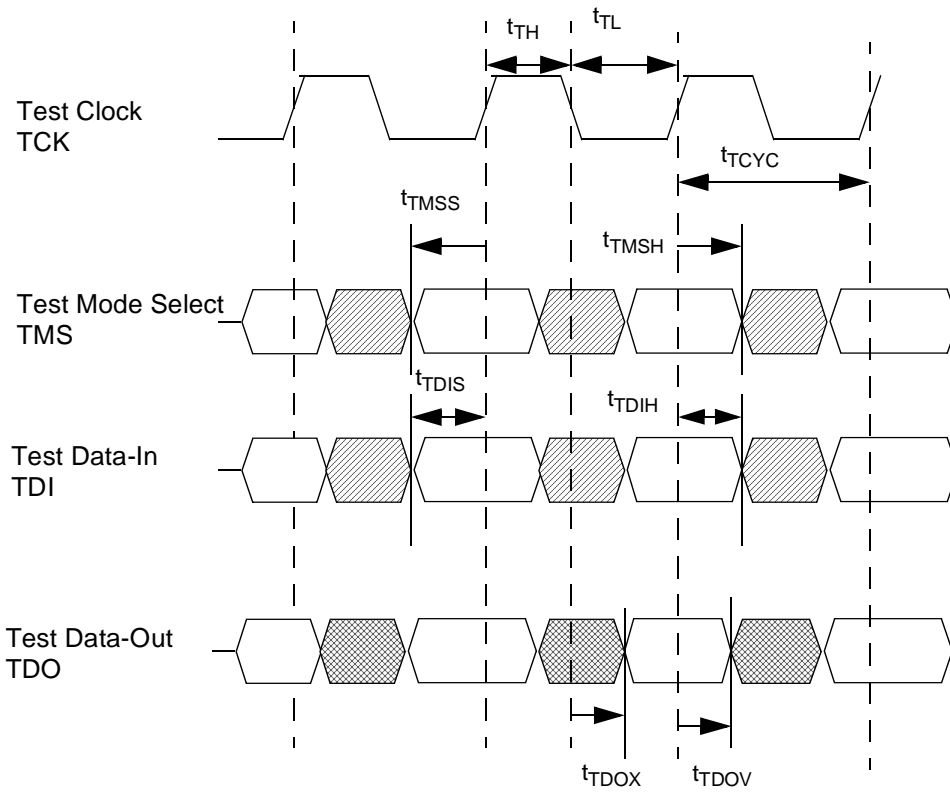 tTH
tTL
Test Clock
TCK
tTCYC
tTMSS
tTMSH
Test Mode Select
TMS
tTDIS
tTDIH
Test Data-In
TDI
Test Data-Out
TDO
tTDOX
tTDOV